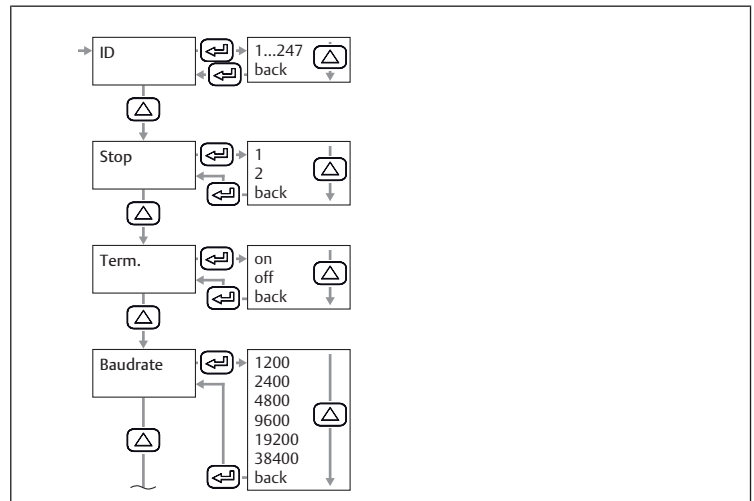 ID
1...247
back
Stop
1
2
back
Term.
on
off
back
Baudrate
1200
2400
4800
9600
19200
38400
back